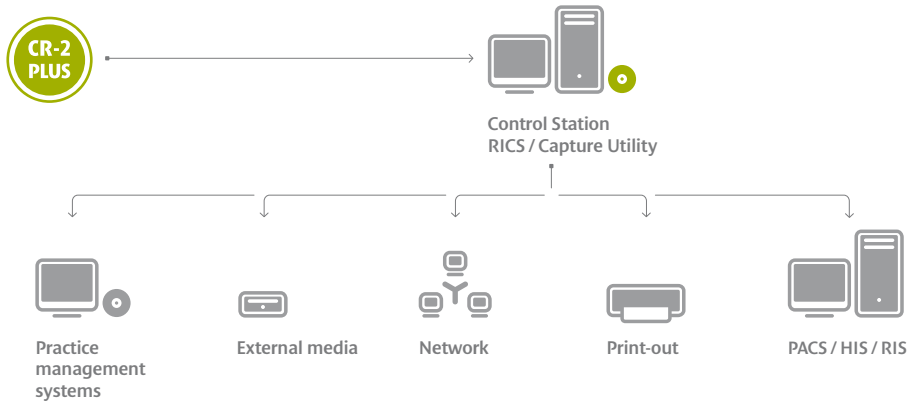 CR-2
PLUS
Control Station
RICS / Capture Utility
Practice
management
systems
External media
Network
Print-out
PACS / HIS / RIS